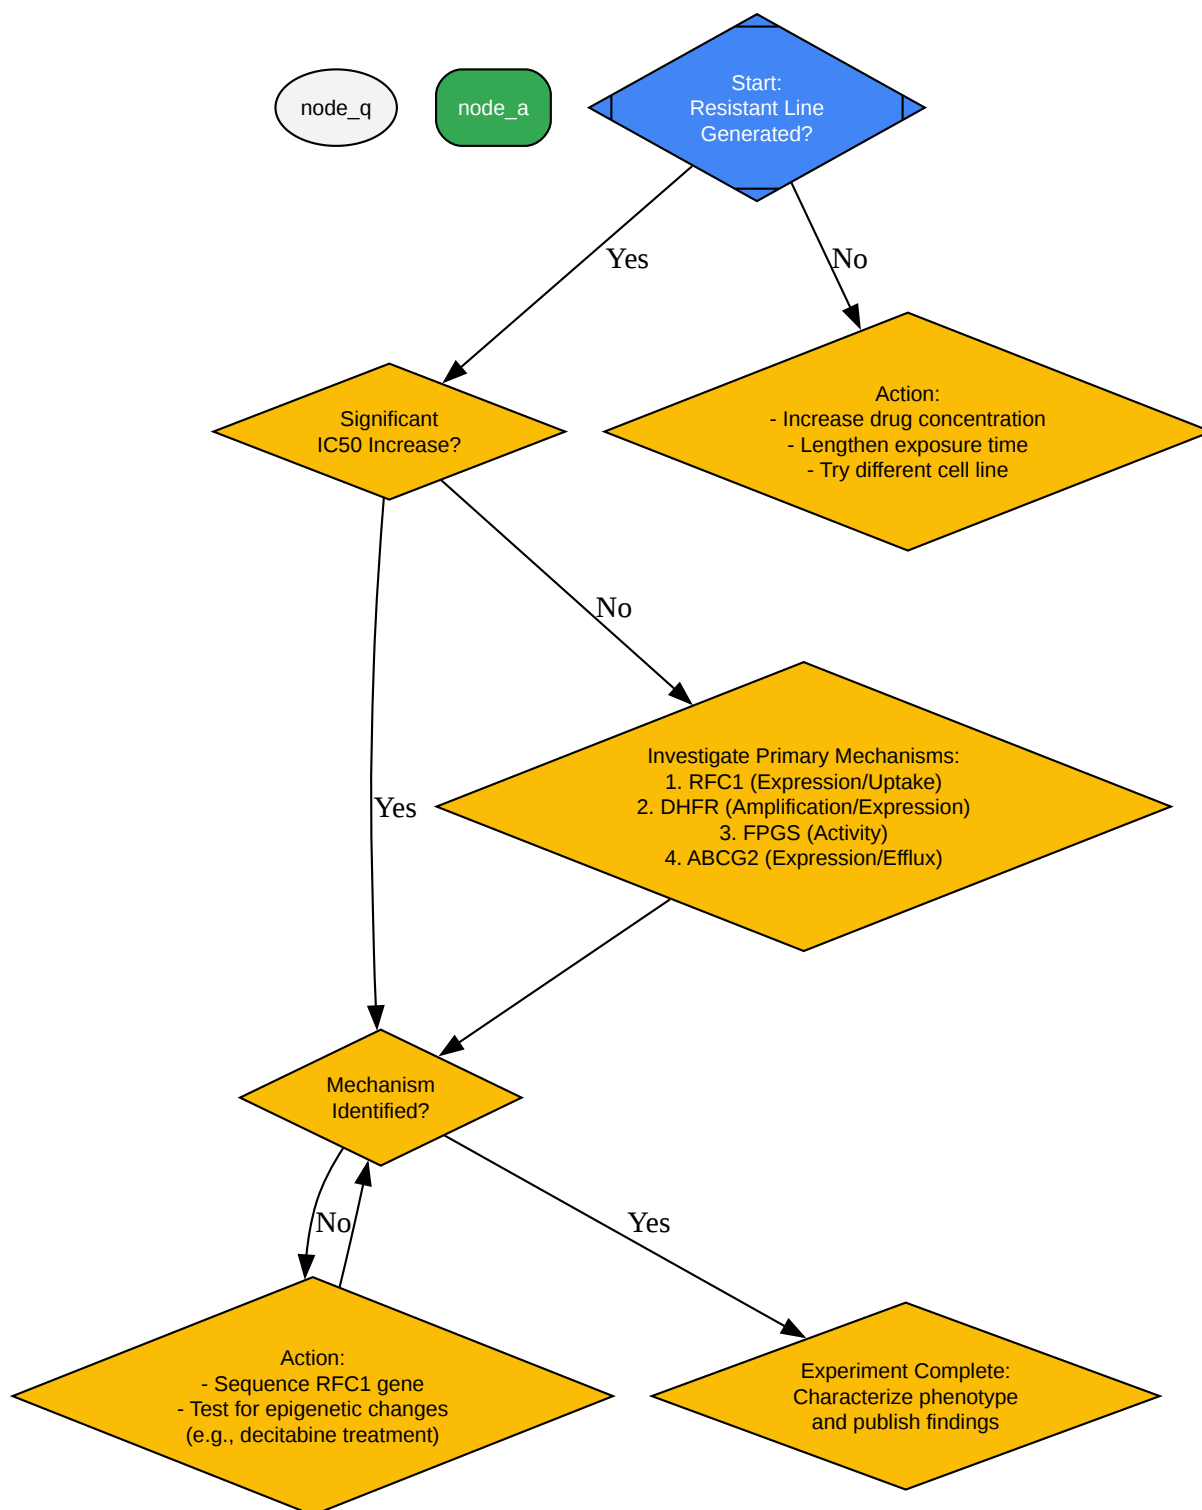 node_q
node_a
Start:
Resistant Line
Generated?
Yes
No
Significant
IC50 Increase?
Action:
- Increase drug concentration
- Lengthen exposure time
- Try different cell line
No
Yes
Investigate Primary Mechanisms:
1. RFC1 (Expression/Uptake)
2. DHFR (Amplification/Expression)
3. FPGS (Activity)
4. ABCG2 (Expression/Efflux)
Mechanism
Identified?
No
Yes
Action:
- Sequence RFC1 gene
- Test for epigenetic changes
(e.g., decitabine treatment)
Experiment Complete:
Characterize phenotype
and publish findings